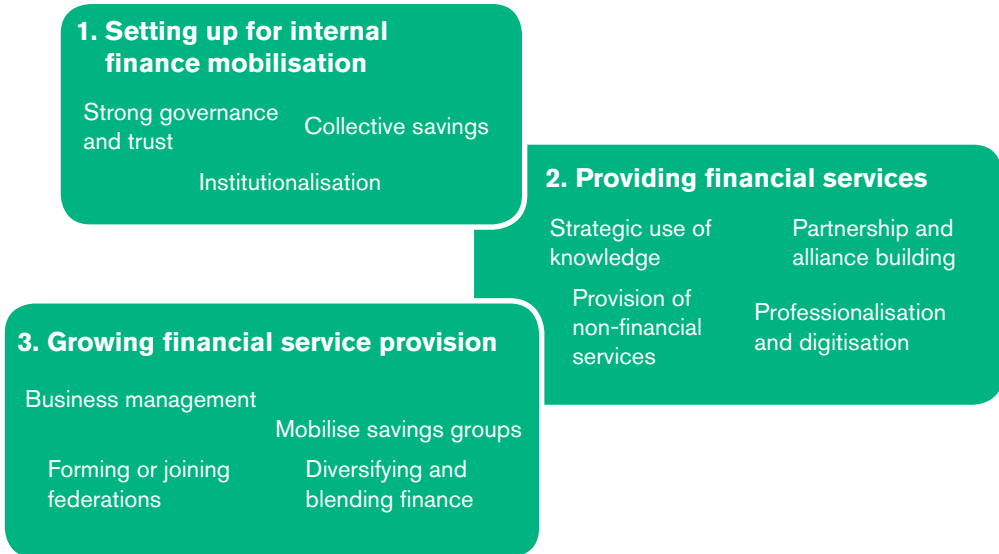 1. Setting up for internal
finance mobilisation
Strong governance
and trust
Collective savings
Institutionalisation
2. Providing financial services
Strategic use of
knowledge
Partnership and
alliance building
Provision of
non-financial
services
Professionalisation
and digitisation
3. Growing financial service provision
Business management
Mobilise savings groups
Forming or joining
federations
Diversifying and
blending finance